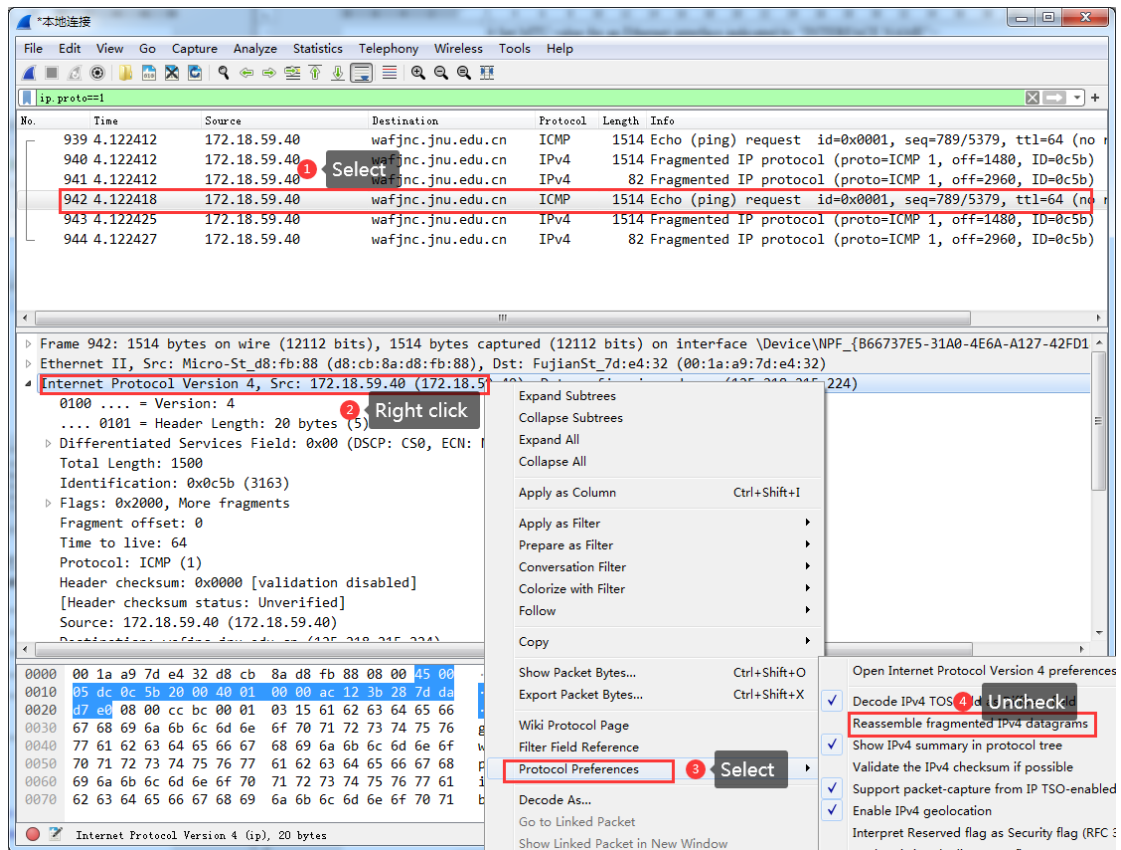 *本地连接
File Edit View Go Capture Analyze Statistics Telephony Wireless Tools Help
ip.proto==1
No. Time Source Destination Protocol Length Info
939 4.122412 172.18.59.40 wafjnc.jnu.edu.cn ICMP 1514 Echo (ping) request id=0x0001, seq=789/5379, ttl=64 (no r
940 4.122412 172.18.59.40 wafjnc.jnu.edu.cn IPv4 1514 Fragmented IP protocol (proto=ICMP 1, off=1480, ID=0c5b)
1 Select
941 4.122412 172.18.59.40 wafjnc.jnu.edu.cn IPv4 82 Fragmented IP protocol (proto=ICMP 1, off=2960, ID=0c5b)
942 4.122418 172.18.59.40 wafjnc.jnu.edu.cn ICMP 1514 Echo (ping) request id=0x0001, seq=789/5379, ttl=64 (no r
943 4.122425 172.18.59.40 wafjnc.jnu.edu.cn IPv4 1514 Fragmented IP protocol (proto=ICMP 1, off=1480, ID=0c5b)
944 4.122427 172.18.59.40 wafjnc.jnu.edu.cn IPv4 82 Fragmented IP protocol (proto=ICMP 1, off=2960, ID=0c5b)
Frame 942: 1514 bytes on wire (12112 bits), 1514 bytes captured (12112 bits) on interface \Device\NPF_{B66737E5-31A0-4E6A-A127-42FD1
Ethernet II, Src: Micro-St_d8:fb:88 (d8:cb:8a:d8:fb:88), Dst: FujianSt_7d:e4:32 (00:1a:a9:7d:e4:32)
Internet Protocol Version 4, Src: 172.18.59.40 (172.18.5
224)
0100 .... = Version: 4
2 Right click
.... 0101 = Header Length: 20 bytes (5)
Differentiated Services Field: 0x00 (DSCP: CS0, ECN:
Total Length: 1500
Identification: 0x0c5b (3163)
Flags: 0x2000, More fragments
Fragment offset: 0
Time to live: 64
Protocol: ICMP (1)
Header checksum: 0x0000 [validation disabled]
[Header checksum status: Unverified]
Source: 172.18.59.40 (172.18.59.40)
Expand Subtrees
Collapse Subtrees
Expand All
Collapse All
Apply as Column Ctrl+Shift+I
Apply as Filter
Prepare as Filter
Conversation Filter
Colorize with Filter
Follow
Copy
Show Packet Bytes... Ctrl+Shift+O
Export Packet Bytes... Ctrl+Shift+X
Wiki Protocol Page
Filter Field Reference
Protocol Preferences
3 Select
Decode As...
Go to Linked Packet
Show Linked Packet in New Window
Open Internet Protocol Version 4 preferences
Decode IPv4 TOS
4 Uncheck
Reassemble fragmented IPv4 datagrams
Show IPv4 summary in protocol tree
Validate the IPv4 checksum if possible
Support packet-capture from IP TSO-enabled
Enable IPv4 geolocation
Interpret Reserved flag as Security flag (RFC 3
0000 00 1a a9 7d e4 32 d8 cb 8a d8 fb 88 08 00 45 00
0010 05 dc 0c 5b 20 00 40 01 00 00 ac 12 3b 28 7d da
0020 d7 e0 08 00 cc bc 00 01 03 15 61 62 63 64 65 66
0030 67 68 69 6a 6b 6c 6d 6e 6f 70 71 72 73 74 75 76
0040 77 61 62 63 64 65 66 67 68 69 6a 6b 6c 6d 6e 6f
0050 70 71 72 73 74 75 76 77 61 62 63 64 65 66 67 68
0060 69 6a 6b 6c 6d 6e 6f 70 71 72 73 74 75 76 77 61
0070 62 63 64 65 66 67 68 69 6a 6b 6c 6d 6e 6f 70 71
Internet Protocol Version 4 (ip), 20 bytes